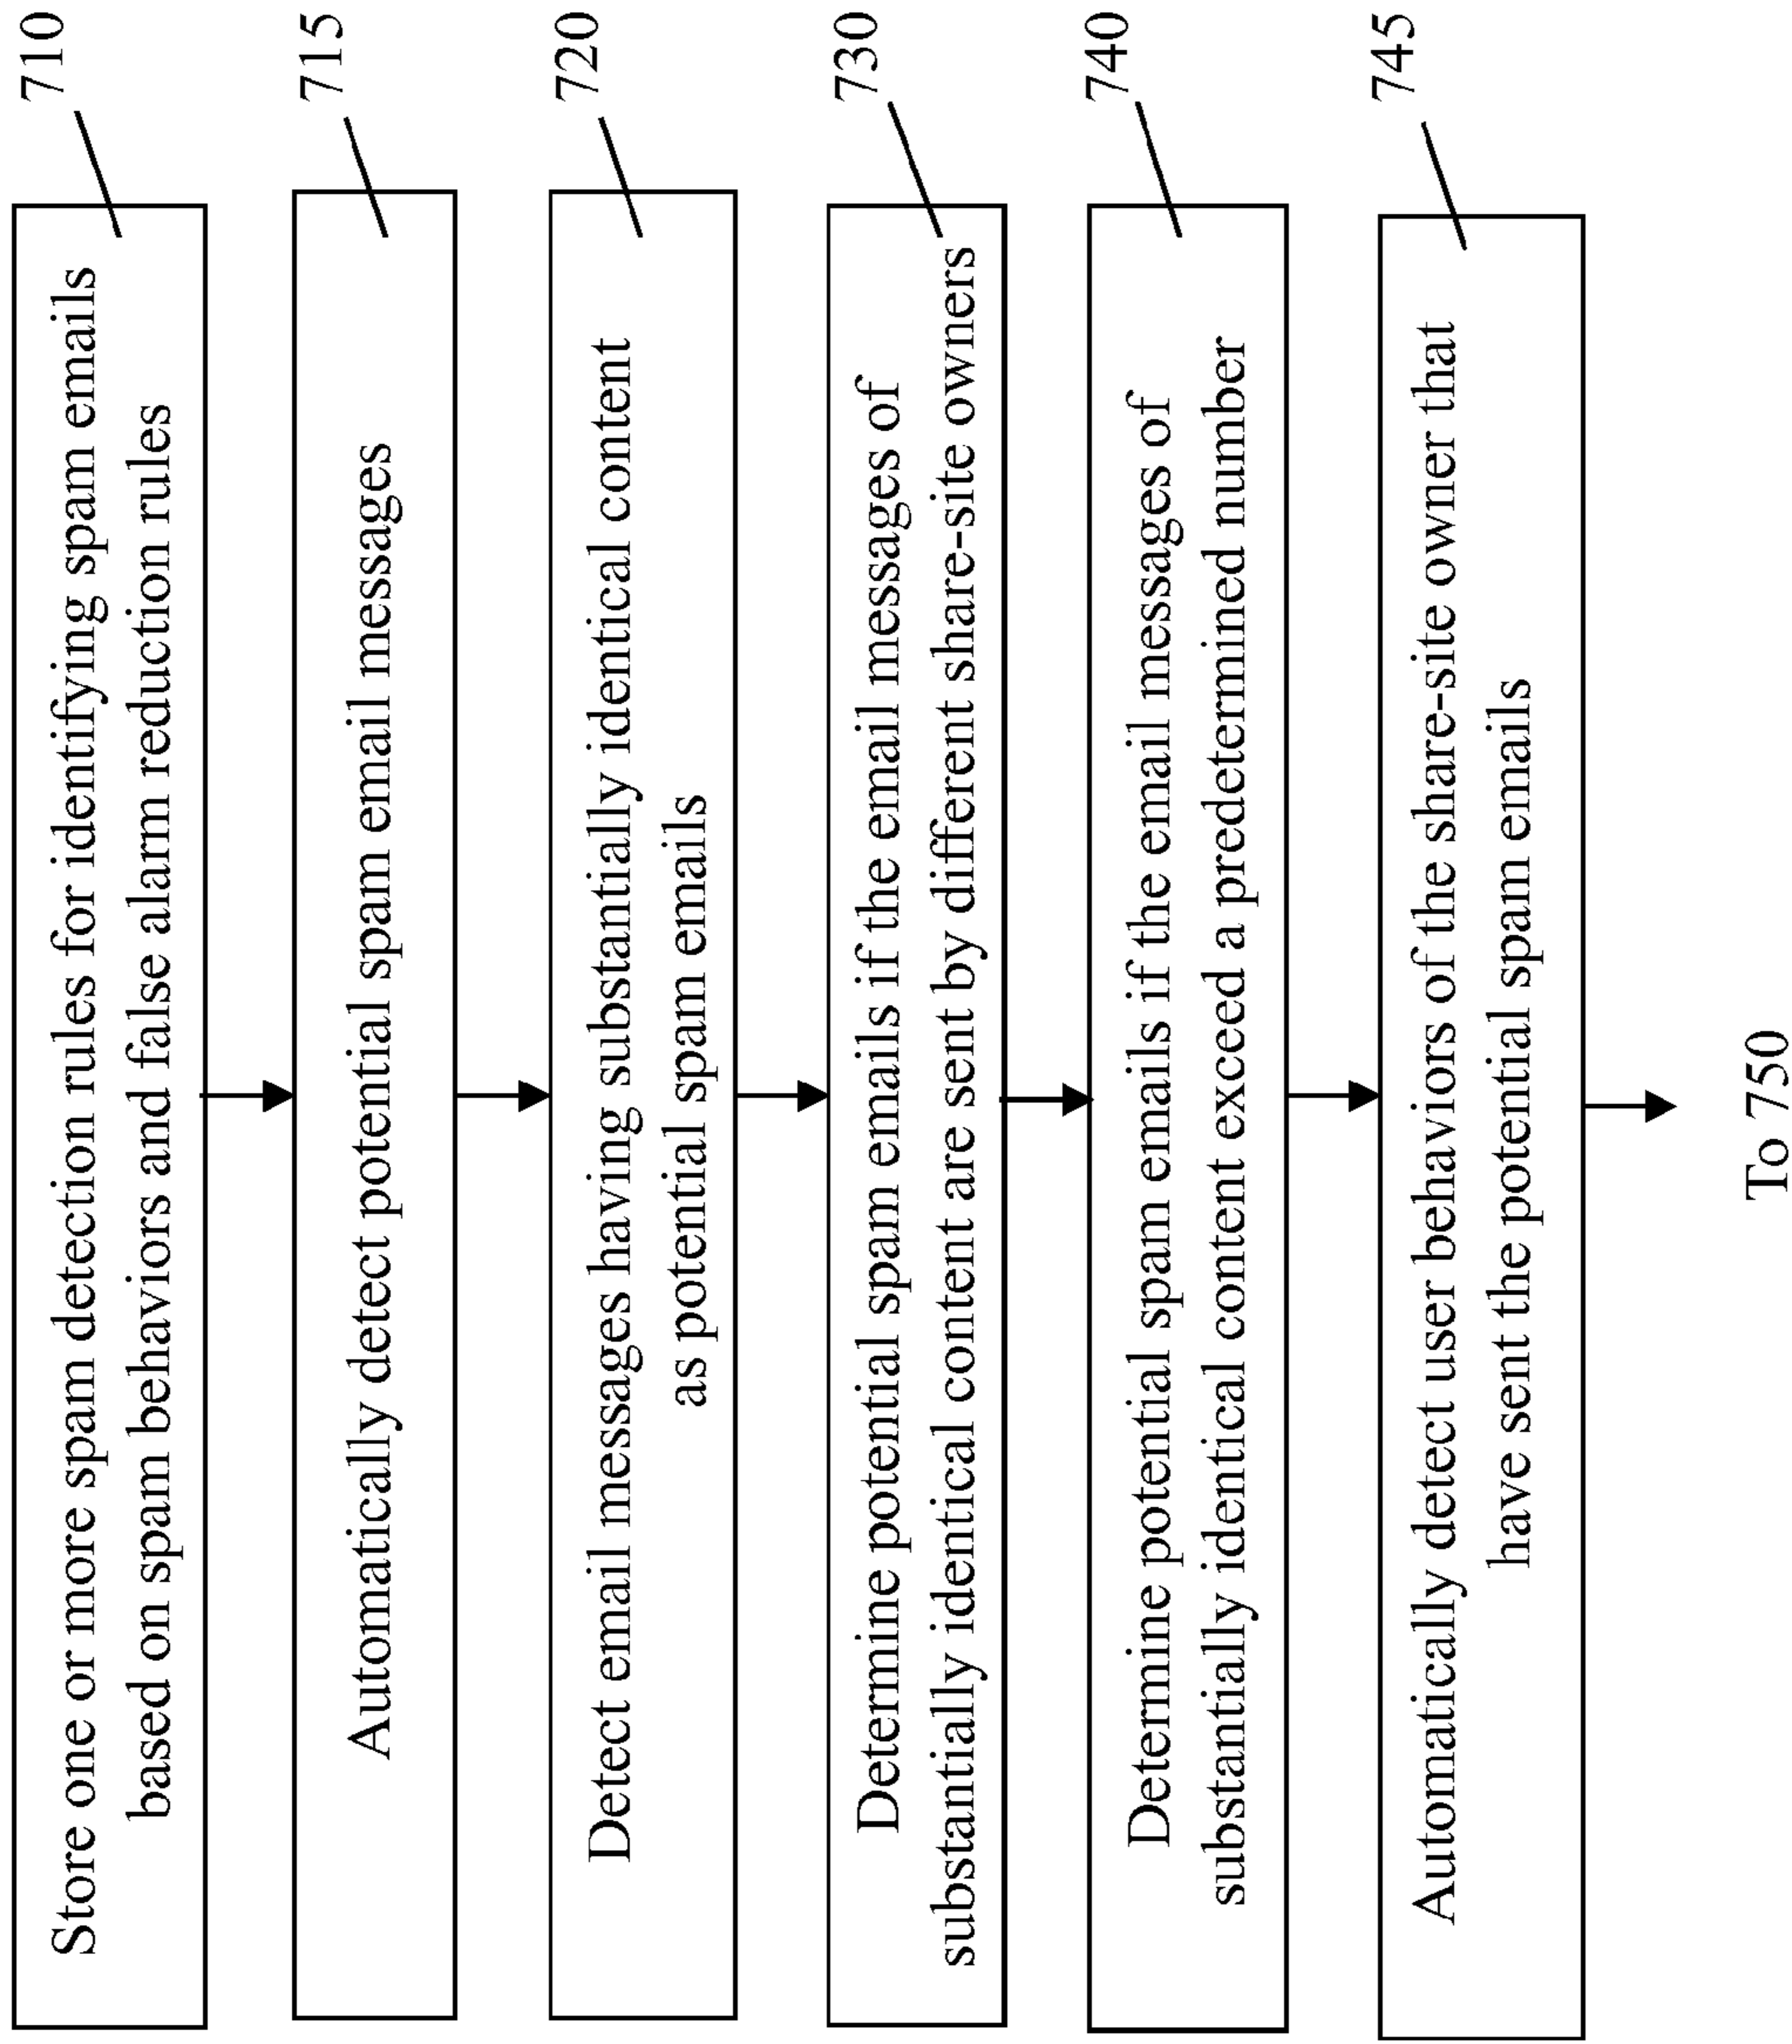 Store one or more spam detection rules for identifying spam emails
based on spam behaviors and false alarm reduction rules
710
Automatically detect potential spam email messages
715
Detect email messages having substantially identical content
as potential spam emails
720
Determine potential spam emails if the email messages of
substantially identical content are sent by different share-site owners
730
Determine potential spam emails if the email messages of
substantially identical content exceed a predetermined number
740
Automatically detect user behaviors of the share-site owner that
have sent the potential spam emails
745
To 750